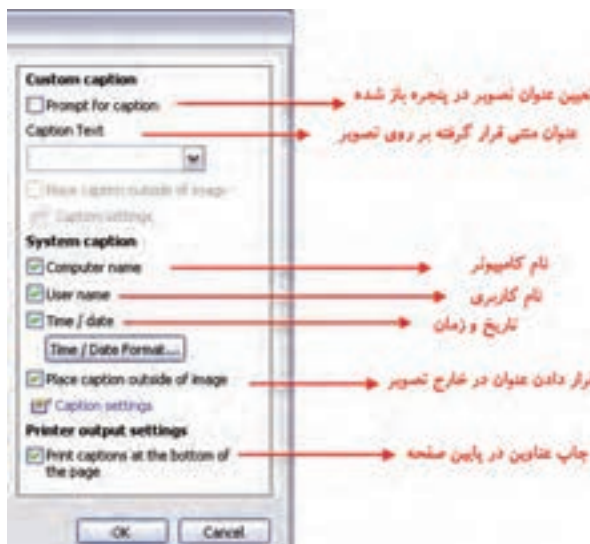 Custom caption
Prompt for caption
تعیین عنوان تصویر در پنجره باز شده
Caption Text
عنوان متنی قرار گرفته بر روی تصویر
Place caption outside of image
Caption settings
System caption
Computer name
نام کامپیوتر
User name
نام کاربری
Time / date
تاریخ و زمان
Time / Date Format...
Place caption outside of image
قرار دادن عنوان در خارج تصویر
Caption settings
Printer output settings
Print captions at the bottom of
the page
چاپ عناوین در پایین صفحه
OK
Cancel